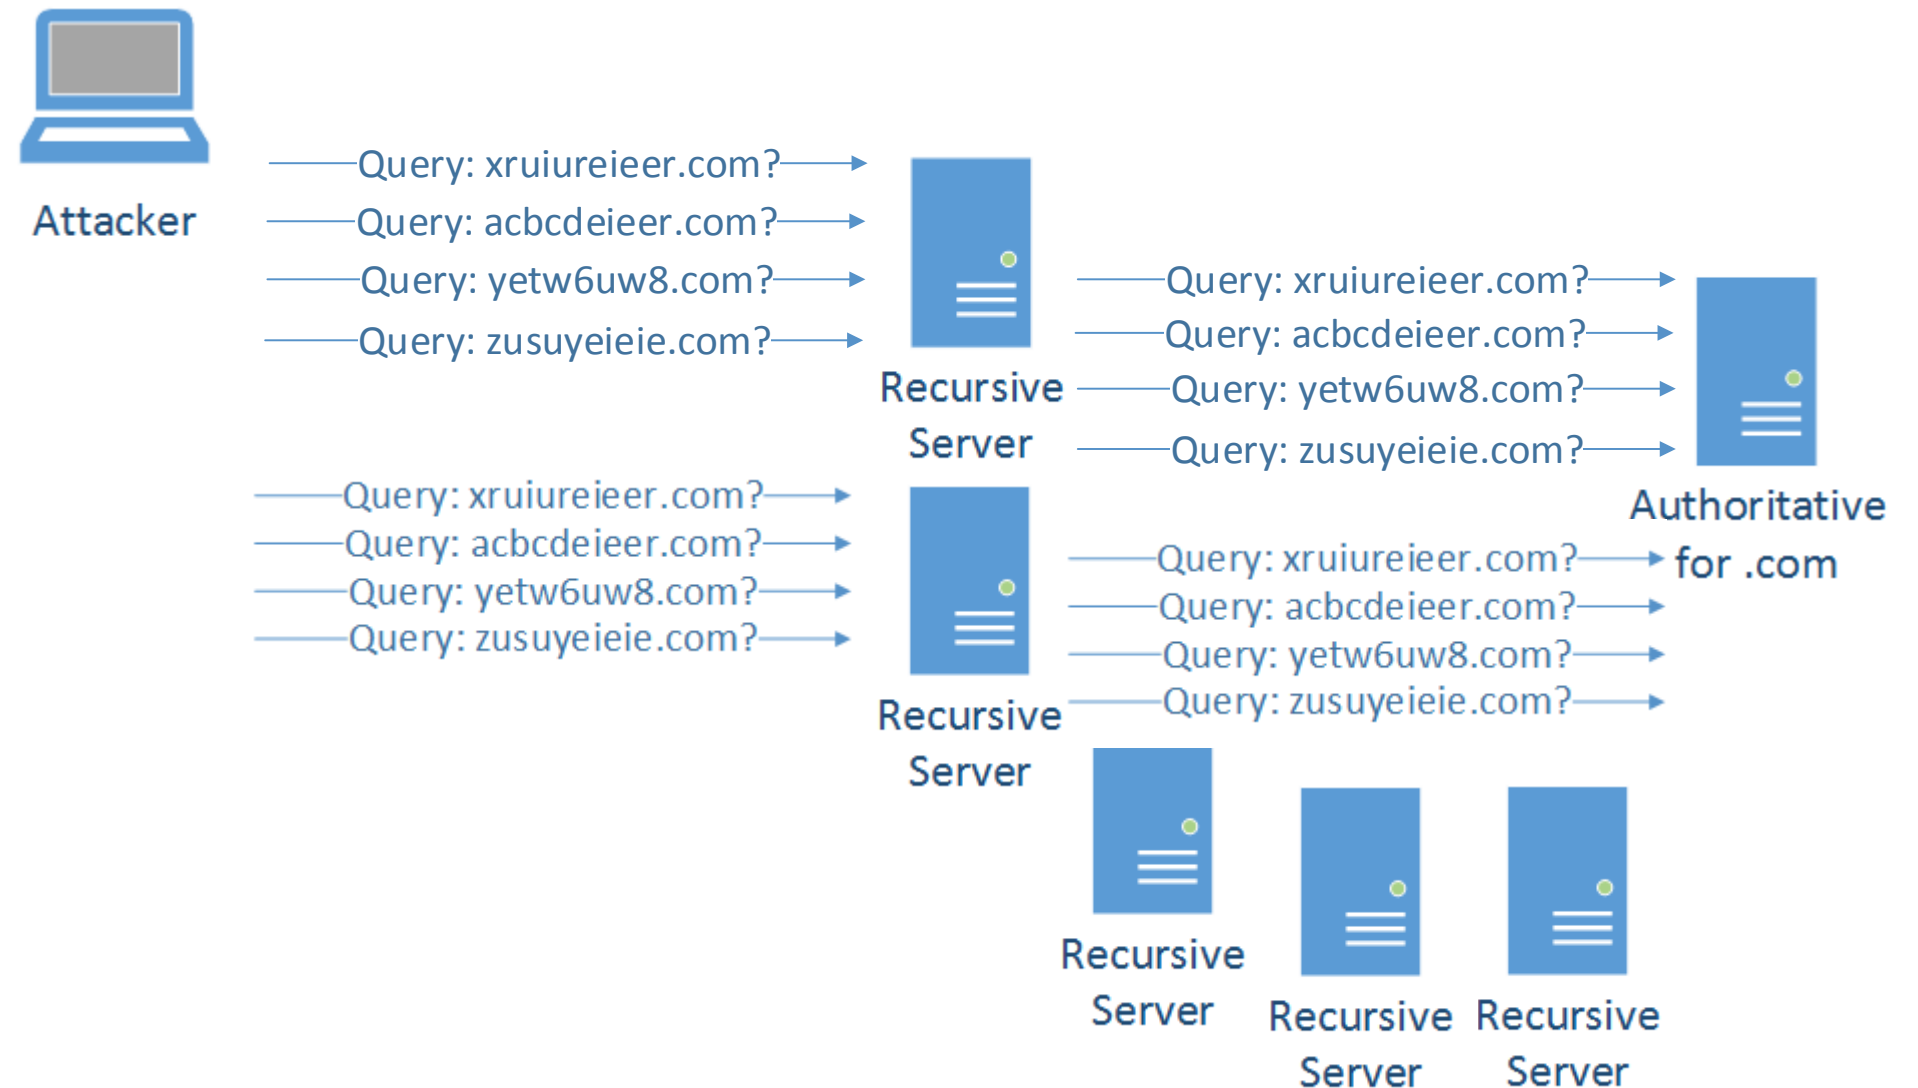 Attacker
Query: xruiureieer.com?
Query: acbcdeieer.com?
Query: yetw6uw8.com?
Query: zusuyeieie.com?
Recursive
Server
Query: xruiureieer.com?
Query: acbcdeieer.com?
Query: yetw6uw8.com?
Query: zusuyeieie.com?
Authoritative
for .com
Query: xruiureieer.com?
Query: acbcdeieer.com?
Query: yetw6uw8.com?
Query: zusuyeieie.com?
Recursive
Server
Query: xruiureieer.com?
Query: acbcdeieer.com?
Query: yetw6uw8.com?
Query: zusuyeieie.com?
Recursive
Server
Recursive
Server
Recursive
Server